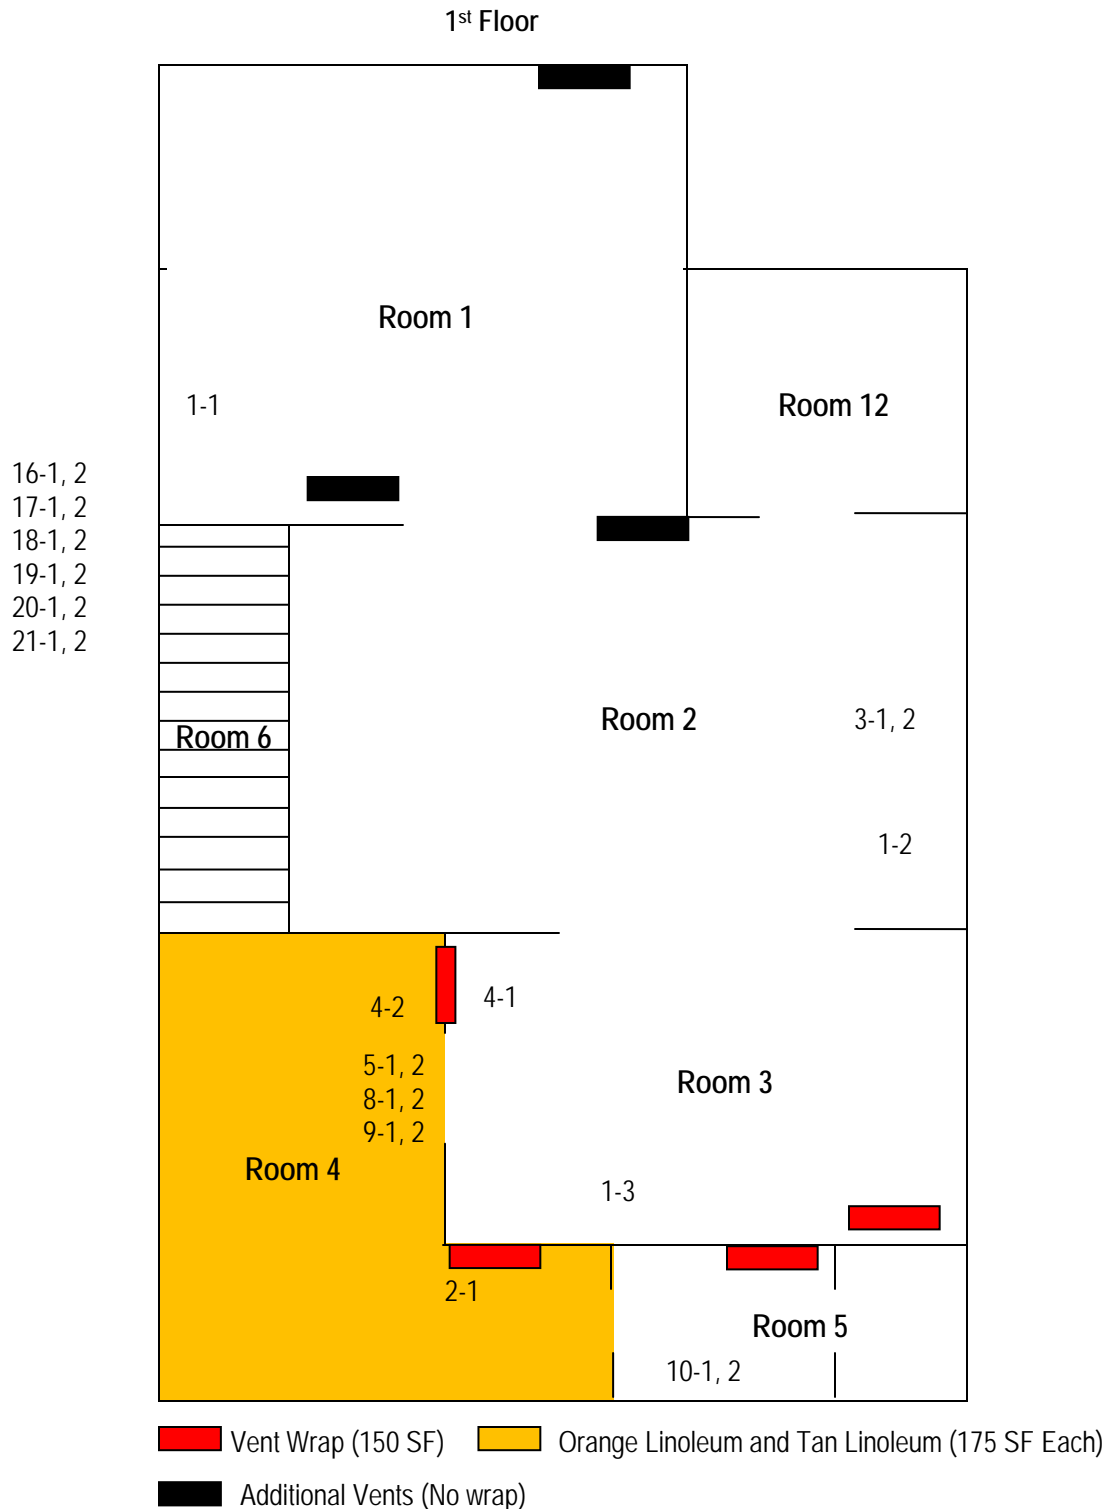 1st Floor
Room 1
1-1
Room 12
16-1, 2
17-1, 2
18-1, 2
19-1, 2
20-1, 2
21-1, 2
Room 6
Room 2
3-1, 2
1-2
4-2
4-1
5-1, 2
8-1, 2
9-1, 2
Room 3
Room 4
1-3
2-1
Room 5
10-1, 2
Vent Wrap (150 SF)
Orange Linoleum and Tan Linoleum (175 SF Each)
Additional Vents (No wrap)